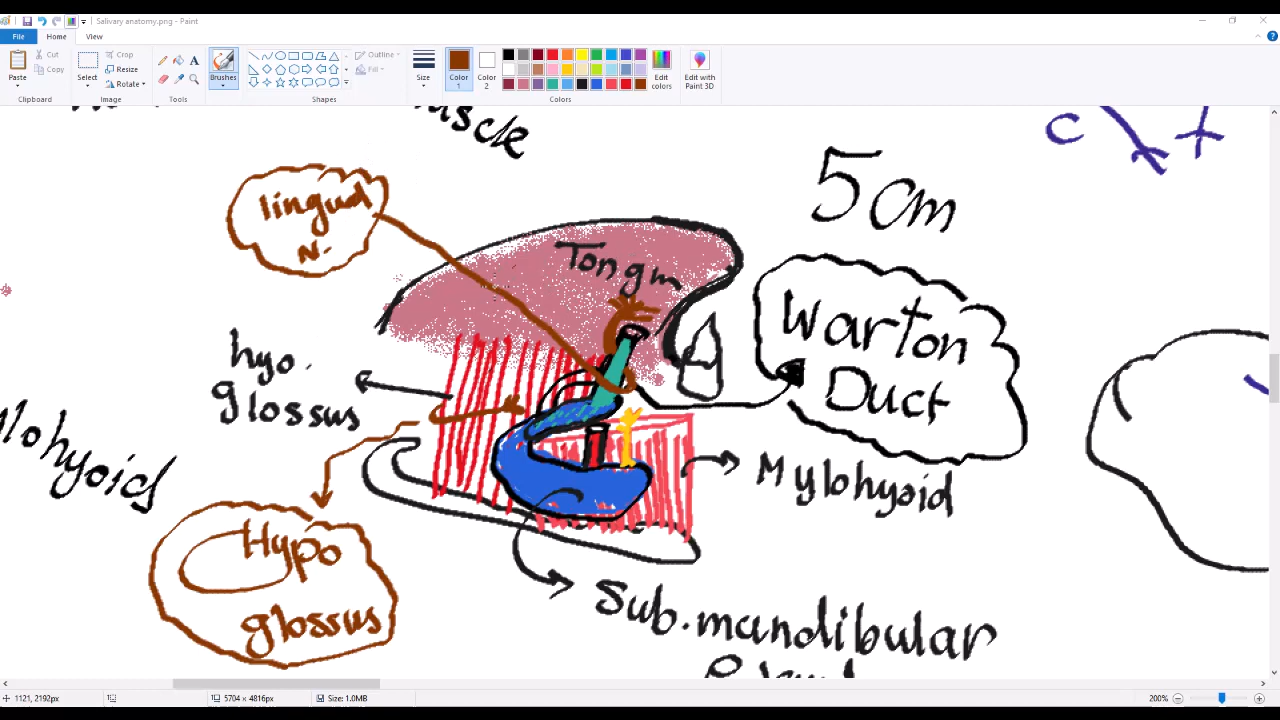 Salivary anatomy.png - Paint
File Home View
Paste
Cut
Copy
Clipboard
Select
Crop
Resize
Rotate
Image
A
Tools
Brushes
Shapes
Outline
Fill
Size
Color
1
Color
2
Edit
colors
Colors
Edit with
Paint 3D
c
5 cm
lingual
N.
Tong
Warton
Duct
hyo.
glossus
lohyoid
Mylohyoid
Hypo
glossus
Sub.mandibular
1121, 2192px
5704 × 4816px
Size: 1.0MB
200%